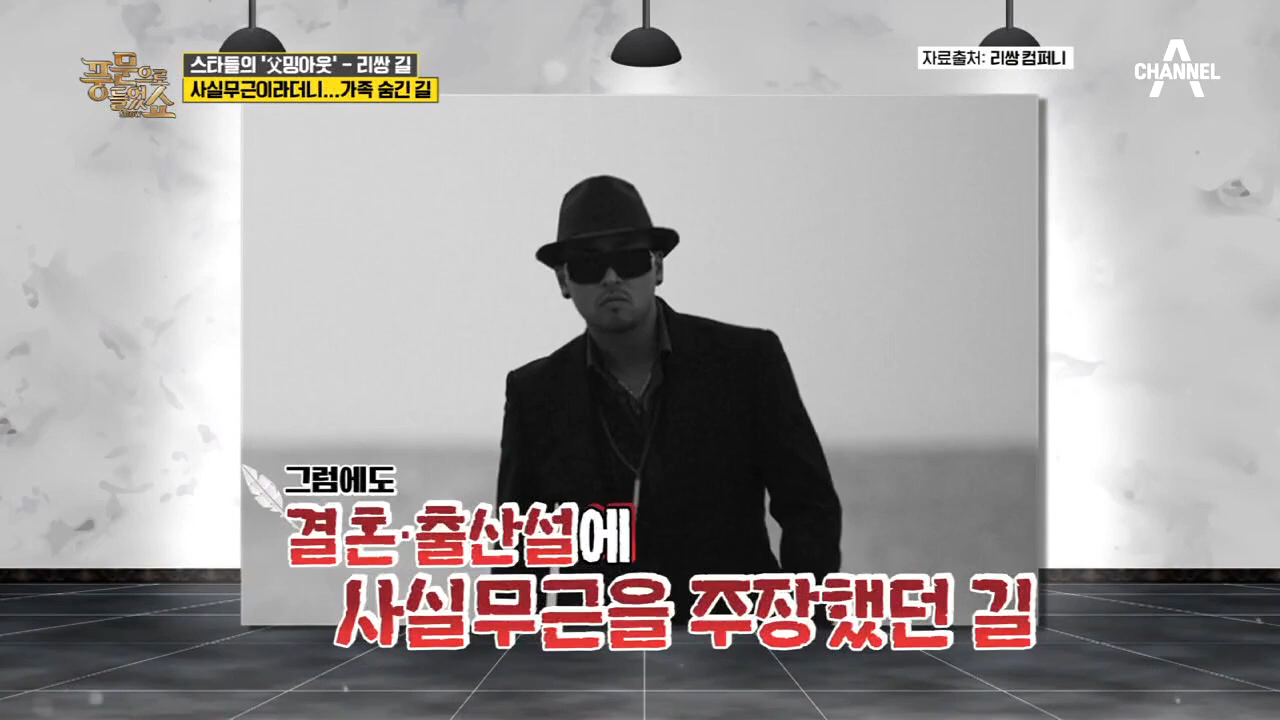 풍문으로
들었쇼
SHOW
스타들의 '父밍아웃' - 리쌍 길
사실무근이라더니...가족 숨긴 길
자료출처: 리쌍컴퍼니
CHANNEL A
그럼에도
결혼·출산설에
사실무근을 주장했던 길